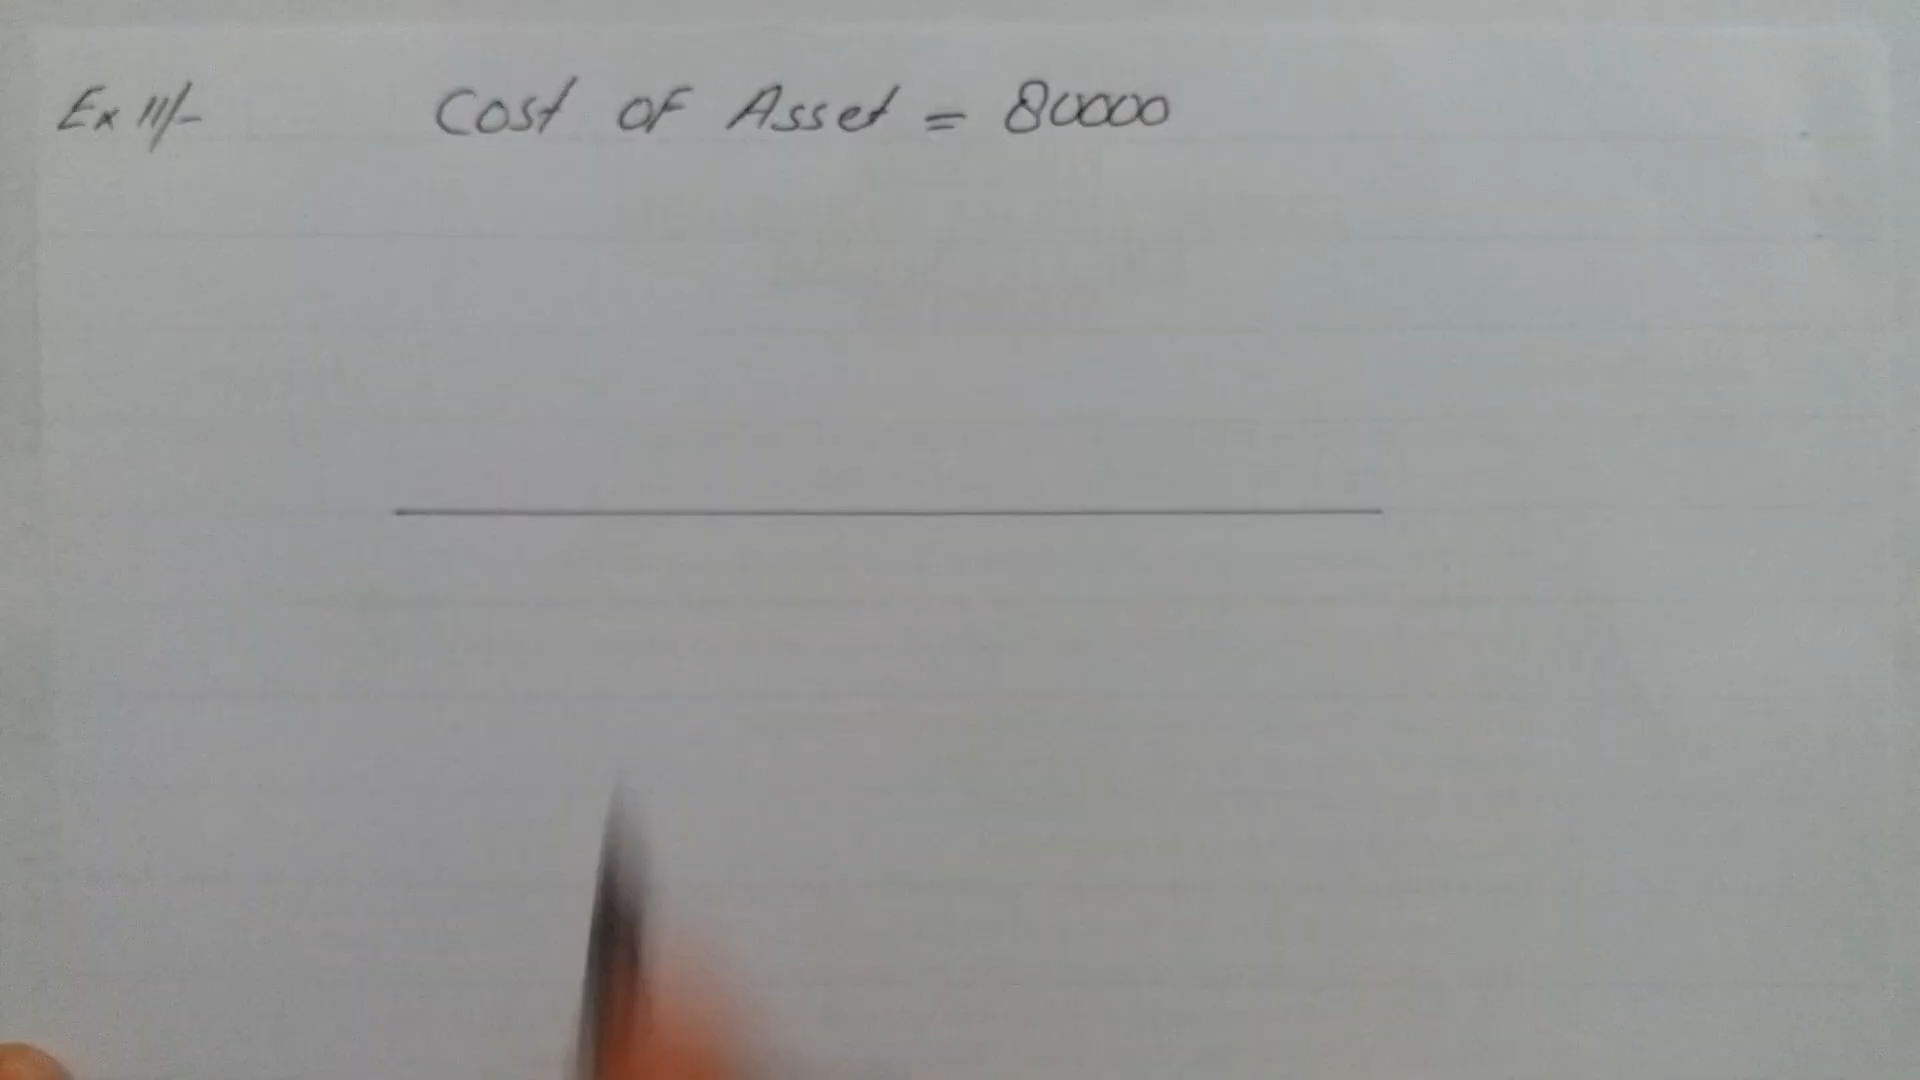 Ex 11/- Cost of Asset = 80000